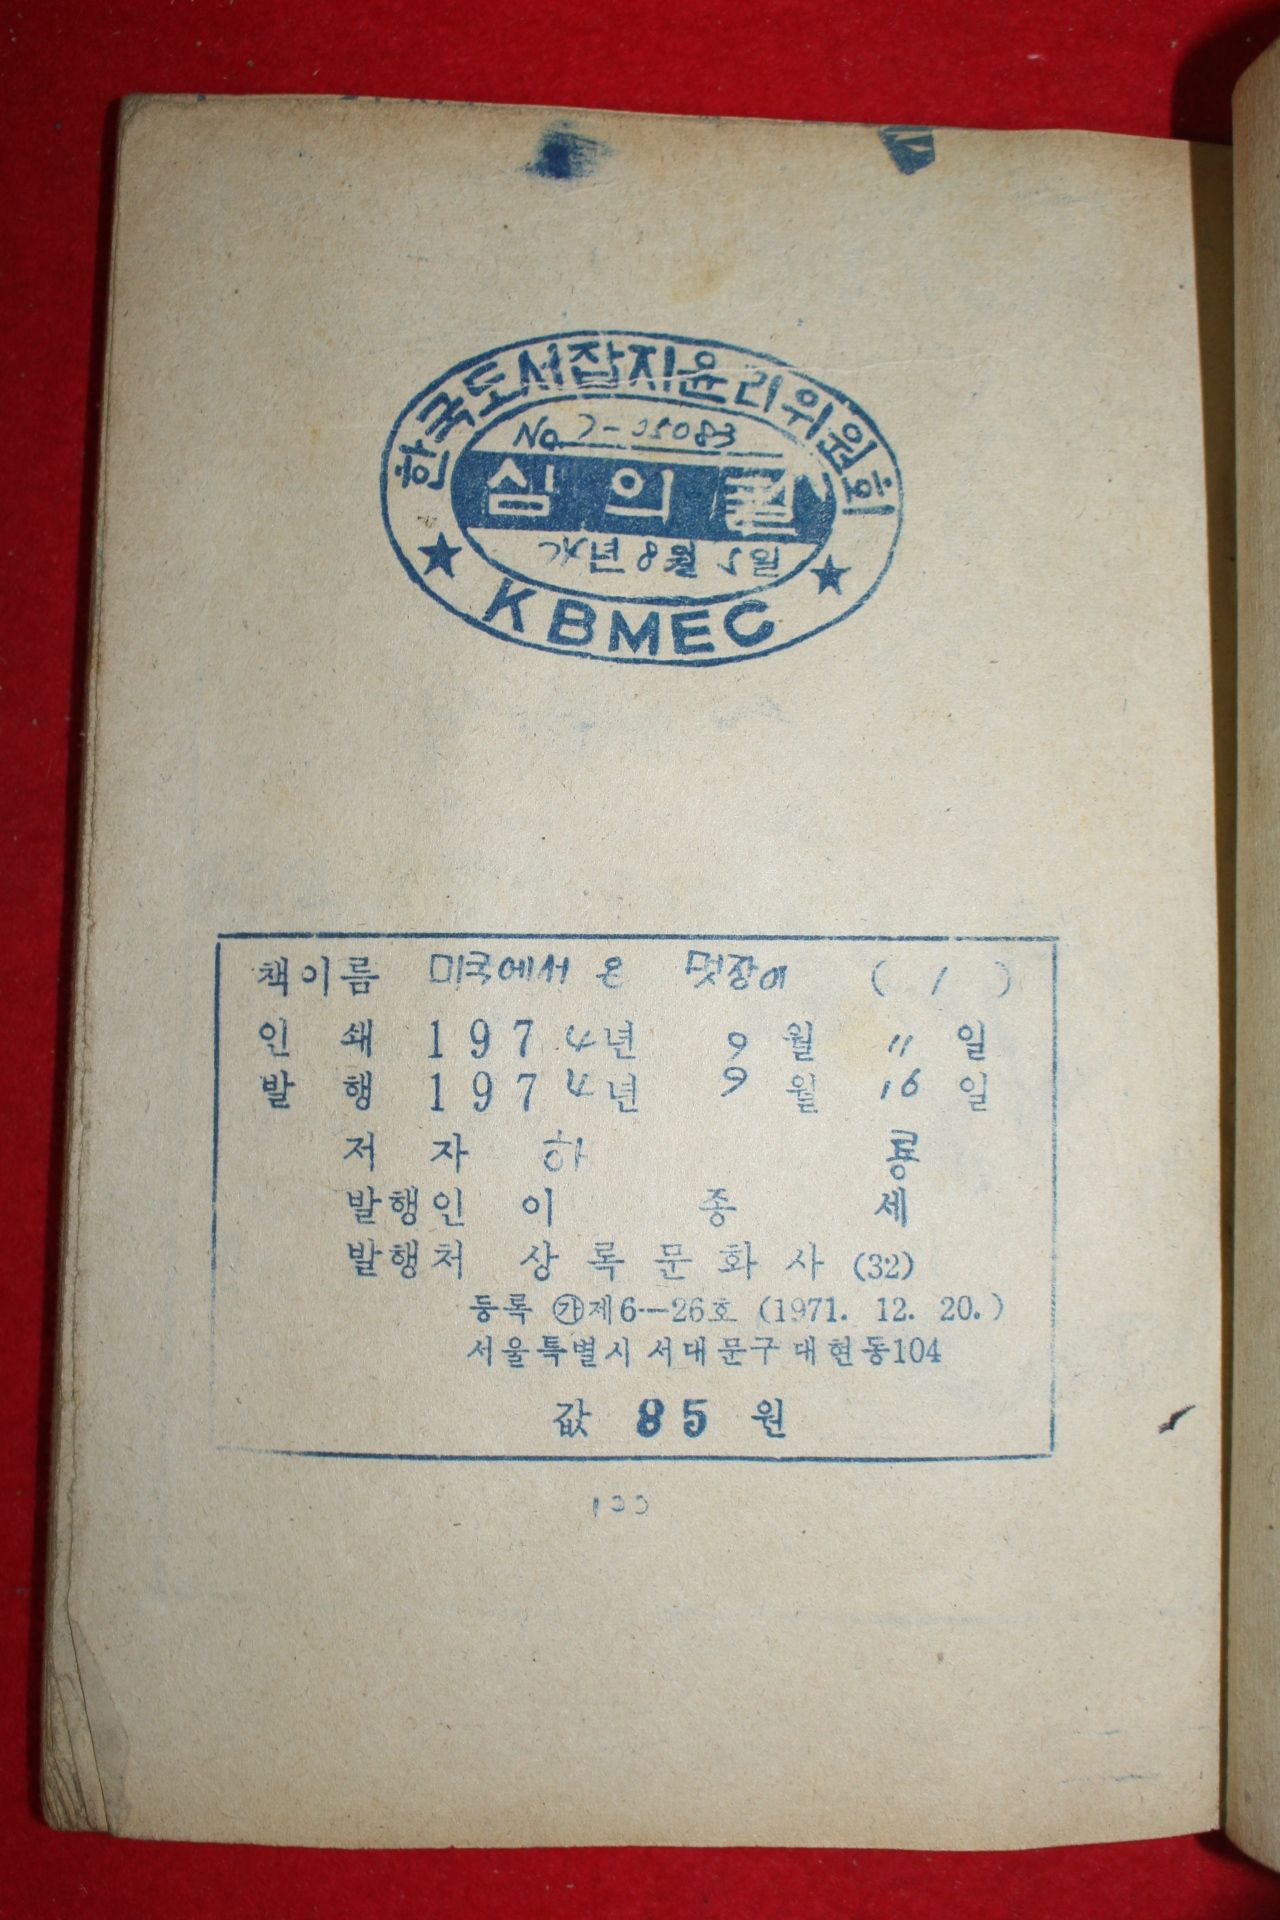 한국도서잡지윤리위원회
No 7-05083
심의필
74년 8월 5일
KBMEC
책이름 미국에서 온 멋장이 ( 1 )
인 쇄 1974년 9월 11일
발 행 1974년 9월 16일
저 자 하 룡
발행인 이 종 세
발행처 상록문화사 (32)
등록 ㉮제6—26호 (1971. 12. 20.)
서울특별시 서대문구 대현동104
값 85 원